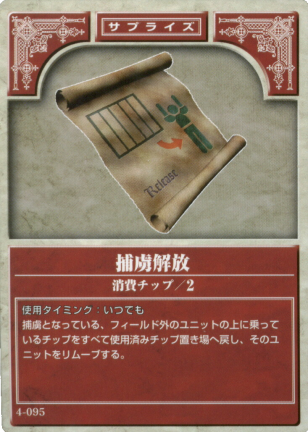 サプライズ
Release
捕虜解放
消費チップ／2
使用タイミング：いつでも
捕虜となっている、フィールド外のユニットの上に乗っ
ているチップをすべて使用済みチップ置き場へ戻し、そのユ
ニットをリムーブする。
4-095